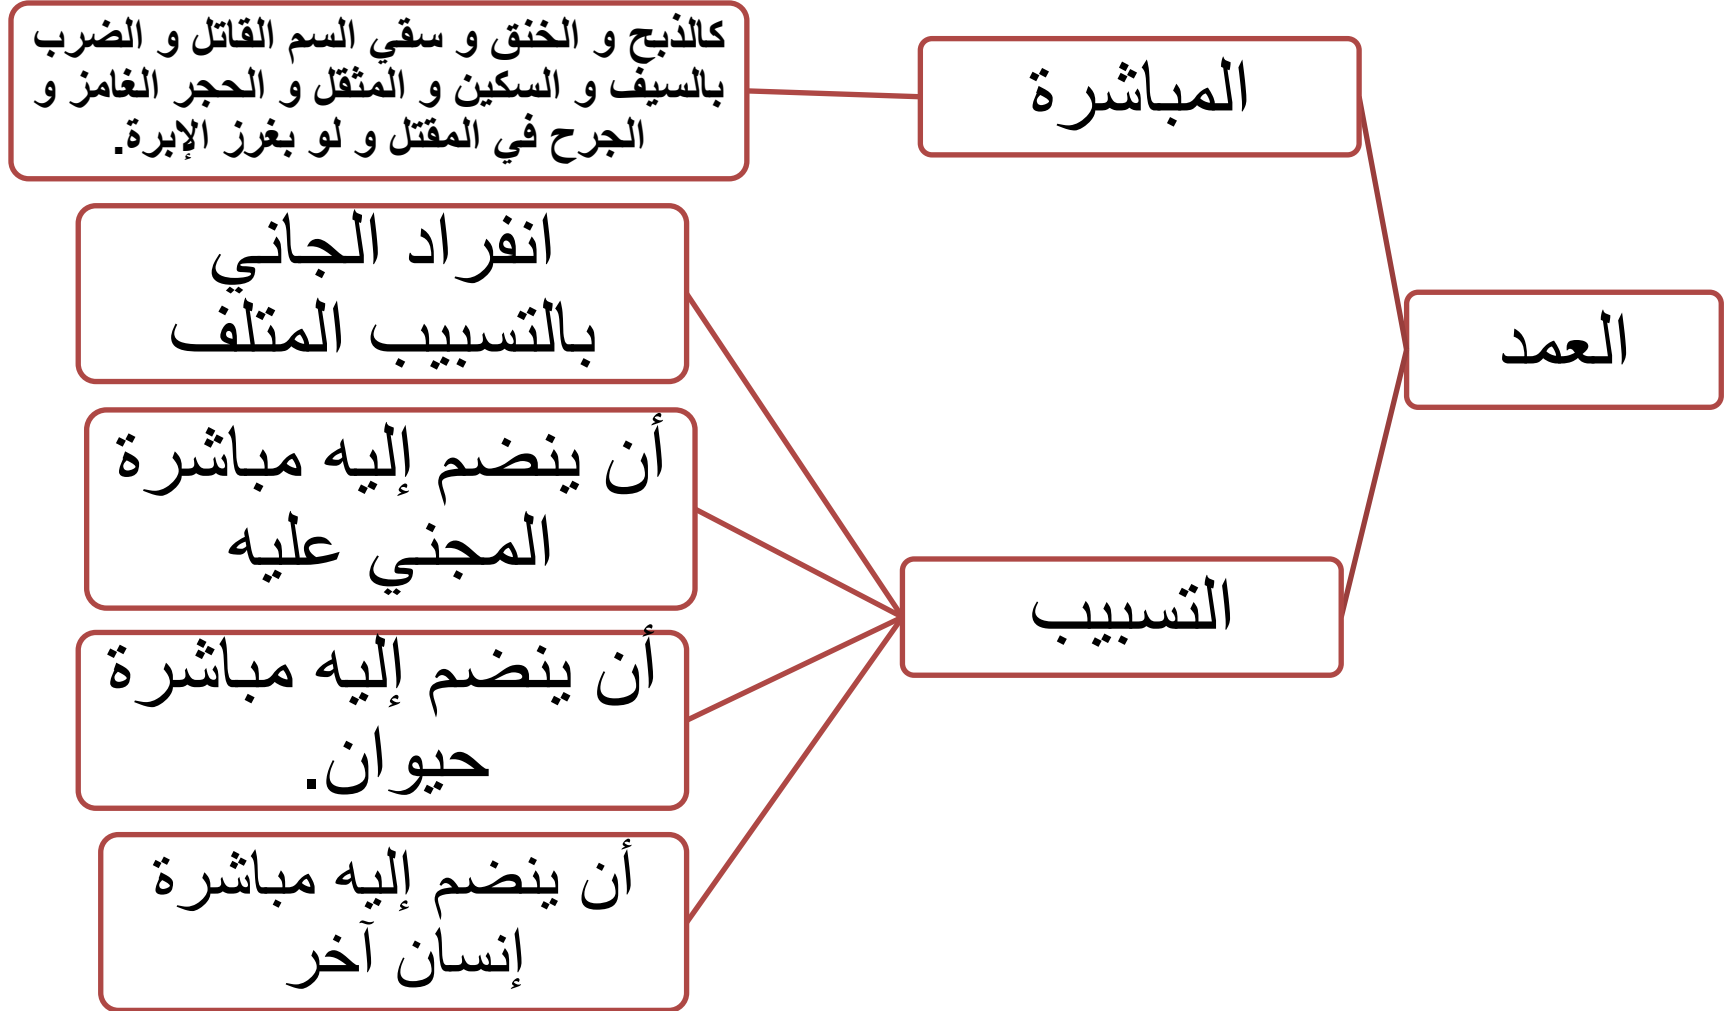 العمد
المباشرة
كالذبح و الخنق و سقي السم القاتل و الضرب
بالسيف و السكين و المثقل و الحجر الغامز و
الجرح في المقتل و لو بغرز الإبرة.
التسبيب
انفراد الجاني
بالتسبيب المتلف
أن ينضم إليه مباشرة
المجني عليه
أن ينضم إليه مباشرة
حيوان.
أن ينضم إليه مباشرة
إنسان آخر